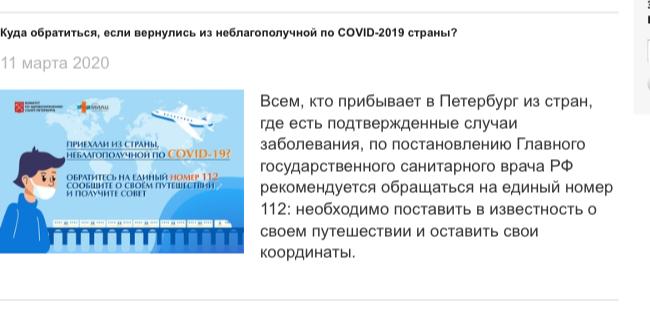 Куда обратиться, если вернулись из неблагополучной по COVID-2019 страны?
11 марта 2020
Всем, кто прибывает в Петербург из стран,
где есть подтвержденные случаи
заболевания, по постановлению Главного
государственного санитарного врача РФ
рекомендуется обращаться на единый номер
112: необходимо поставить в известность о
своем путешествии и оставить свои
координаты.
ПРИЕХАЛИ ИЗ СТРАНЫ,
НЕБЛАГОПОЛУЧНОЙ ПО COVID-19?
ОБРАТИТЕСЬ НА ЕДИНЫЙ НОМЕР 112
СООБЩИТЕ О СВОЁМ ПУТЕШЕСТВИИ
И ПОЛУЧИТЕ СОВЕТ